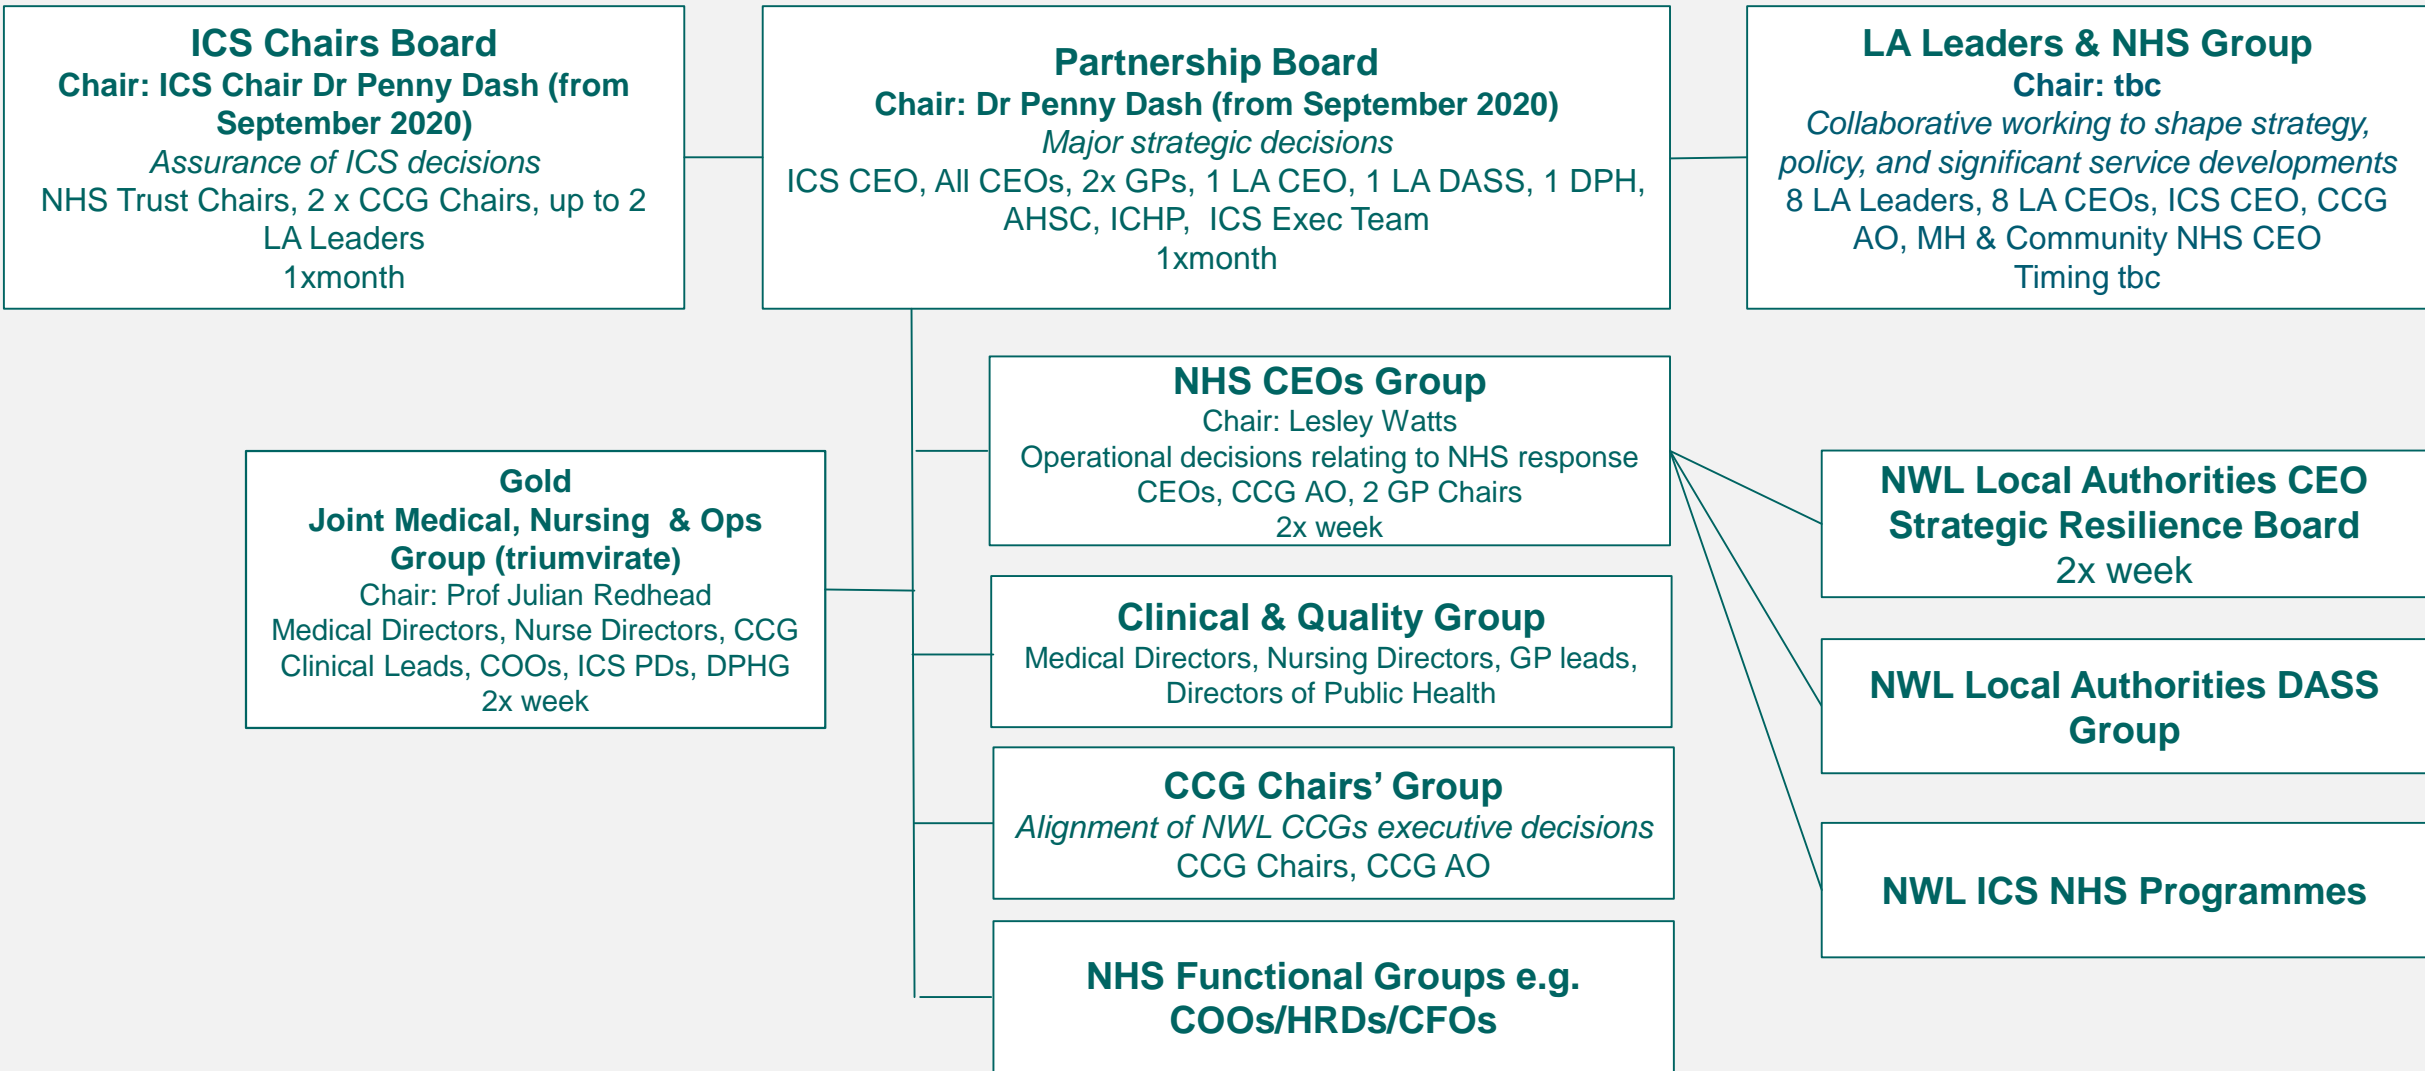 ICS Chairs Board
Chair: ICS Chair Dr Penny Dash (from
September 2020)
Assurance of ICS decisions
NHS Trust Chairs, 2 x CCG Chairs, up to 2
LA Leaders
1xmonth
Partnership Board
Chair: Dr Penny Dash (from September 2020)
Major strategic decisions
ICS CEO, All CEOs, 2x GPs, 1 LA CEO, 1 LA DASS, 1 DPH,
AHSC, ICHP, ICS Exec Team
1xmonth
LA Leaders & NHS Group
Chair: tbc
Collaborative working to shape strategy,
policy, and significant service developments
8 LA Leaders, 8 LA CEOs, ICS CEO, CCG
AO, MH & Community NHS CEO
Timing tbc
NHS CEOs Group
Chair: Lesley Watts
Operational decisions relating to NHS response
CEOs, CCG AO, 2 GP Chairs
2x week
Gold
Joint Medical, Nursing & Ops
Group (triumvirate)
Chair: Prof Julian Redhead
Medical Directors, Nurse Directors, CCG
Clinical Leads, COOs, ICS PDs, DPHG
2x week
NWL Local Authorities CEO
Strategic Resilience Board
2x week
Clinical & Quality Group
Medical Directors, Nursing Directors, GP leads,
Directors of Public Health
NWL Local Authorities DASS
Group
CCG Chairs’ Group
Alignment of NWL CCGs executive decisions
CCG Chairs, CCG AO
NWL ICS NHS Programmes
NHS Functional Groups e.g.
COOs/HRDs/CFOs